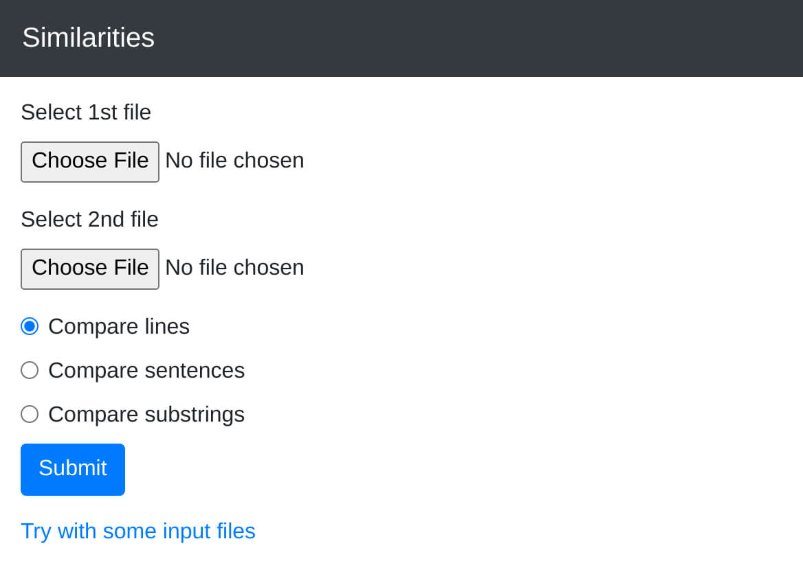 Similarities
Select 1st file
Choose File No file chosen
Select 2nd file
Choose File No file chosen
Compare lines
Compare sentences
Compare substrings
Submit
Try with some input files